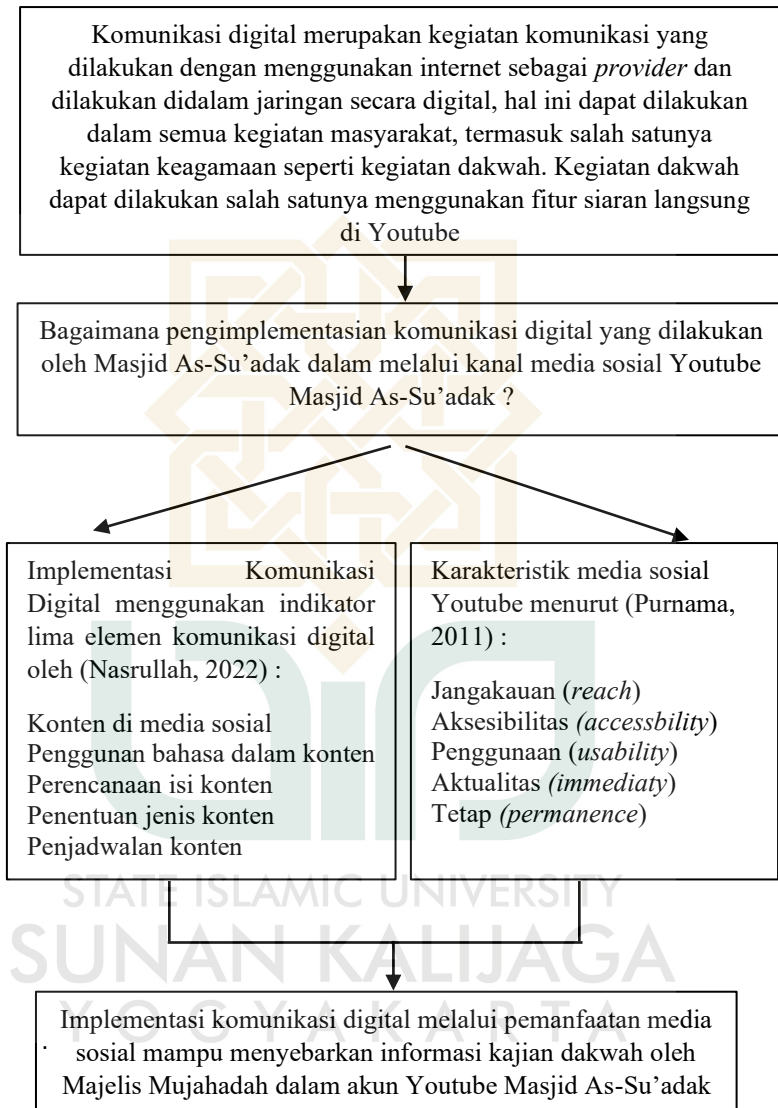 Komunikasi digital merupakan kegiatan komunikasi yang
dilakukan dengan menggunakan internet sebagai provider dan
dilakukan didalam jaringan secara digital, hal ini dapat dilakukan
dalam semua kegiatan masyarakat, termasuk salah satunya
kegiatan keagamaan seperti kegiatan dakwah. Kegiatan dakwah
dapat dilakukan salah satunya menggunakan fitur siaran langsung
di Youtube
Bagaimana pengimplementasian komunikasi digital yang dilakukan
oleh Masjid As-Su’adak dalam melalui kanal media sosial Youtube
Masjid As-Su’adak ?
Implementasi Komunikasi
Digital menggunakan indikator
lima elemen komunikasi digital
oleh (Nasrullah, 2022) :
Konten di media sosial
Penggunan bahasa dalam konten
Perencanaan isi konten
Penentuan jenis konten
Penjadwalan konten
Karakteristik media sosial
Youtube menurut (Purnama,
2011) :
Jangakauan (reach)
Aksesibilitas (accessbility)
Penggunaan (usability)
Aktualitas (immediaty)
Tetap (permanence)
STATE ISLAMIC UNIVERSITY
SUNAN KALIJAGA
YOGYAKARTA
Implementasi komunikasi digital melalui pemanfaatan media
sosial mampu menyebarkan informasi kajian dakwah oleh
Majelis Mujahadah dalam akun Youtube Masjid As-Su’adak